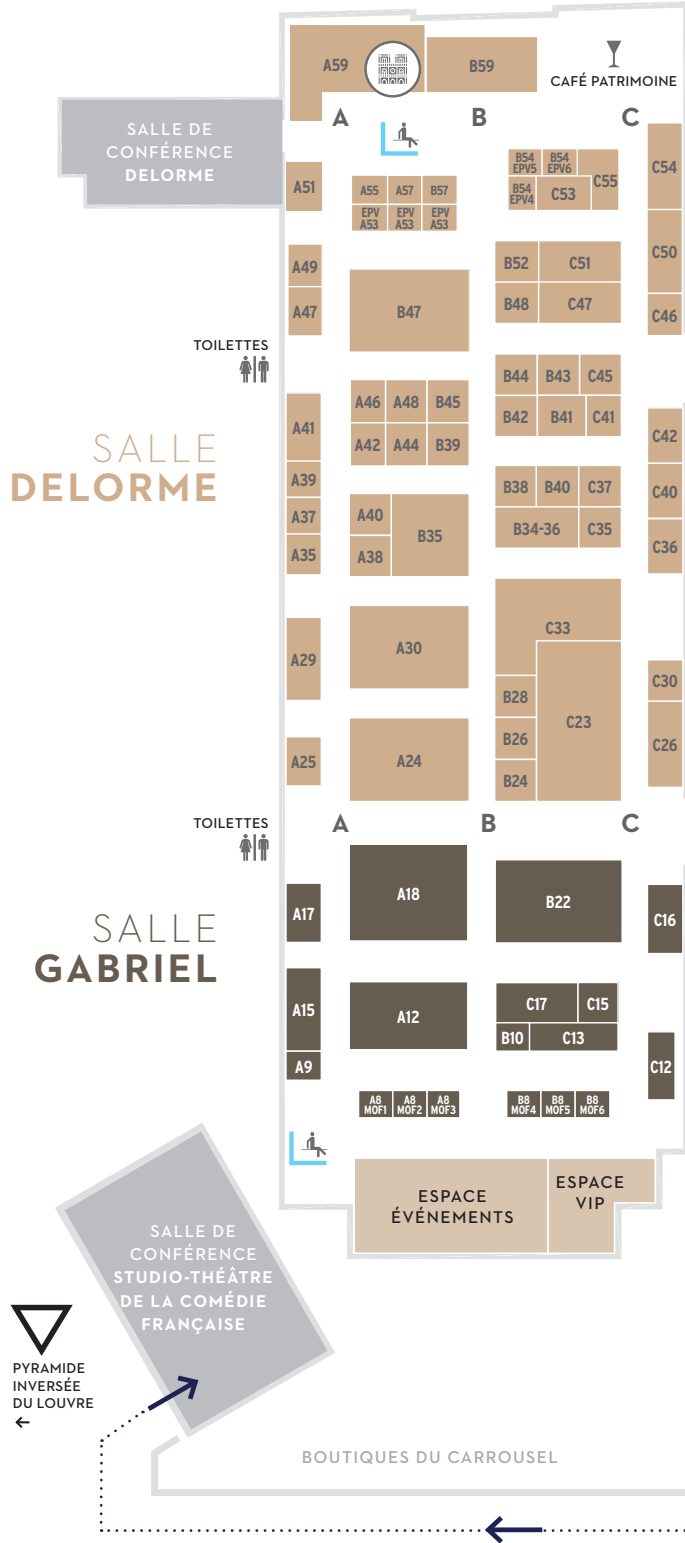 A59
B59
CAFÉ PATRIMOINE
A
B
C
SALLE DE
CONFÉRENCE
DELORME
A51
A55
A57
B57
EPV
A53
EPV
A53
EPV
A53
B54
EPV5
B54
EPV6
B54
EPV4
C53
C55
C54
A49
A47
B47
B52
C51
B48
C47
C50
C46
TOILETTES
SALLE
DELORME
A41
A39
A37
A35
A46
A48
B45
A42
A44
B39
B44
B43
C45
B42
B41
C41
C42
C40
C36
A40
A38
B35
B38
B40
C37
B34-36
C35
A29
A30
C33
B28
B26
B24
C23
C30
C26
A25
A24
TOILETTES
A
B
C
SALLE
GABRIEL
A17
A18
B22
C16
A15
A9
A12
C17
C15
B10
C13
C12
A8
MOF1
A8
MOF2
A8
MOF3
B8
MOF4
B8
MOF5
B8
MOF6
ESPACE
ÉVÉNEMENTS
ESPACE
VIP
SALLE DE
CONFÉRENCE
STUDIO-THÉÂTRE
DE LA COMÉDIE
FRANÇAISE
PYRAMIDE
INVERSÉE
DU LOUVRE
←
BOUTIQUES DU CARROUSEL